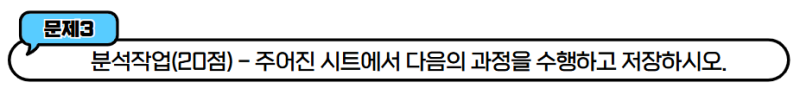 문제3
분석작업(20점) - 주어진 시트에서 다음의 과정을 수행하고 저장하시오.